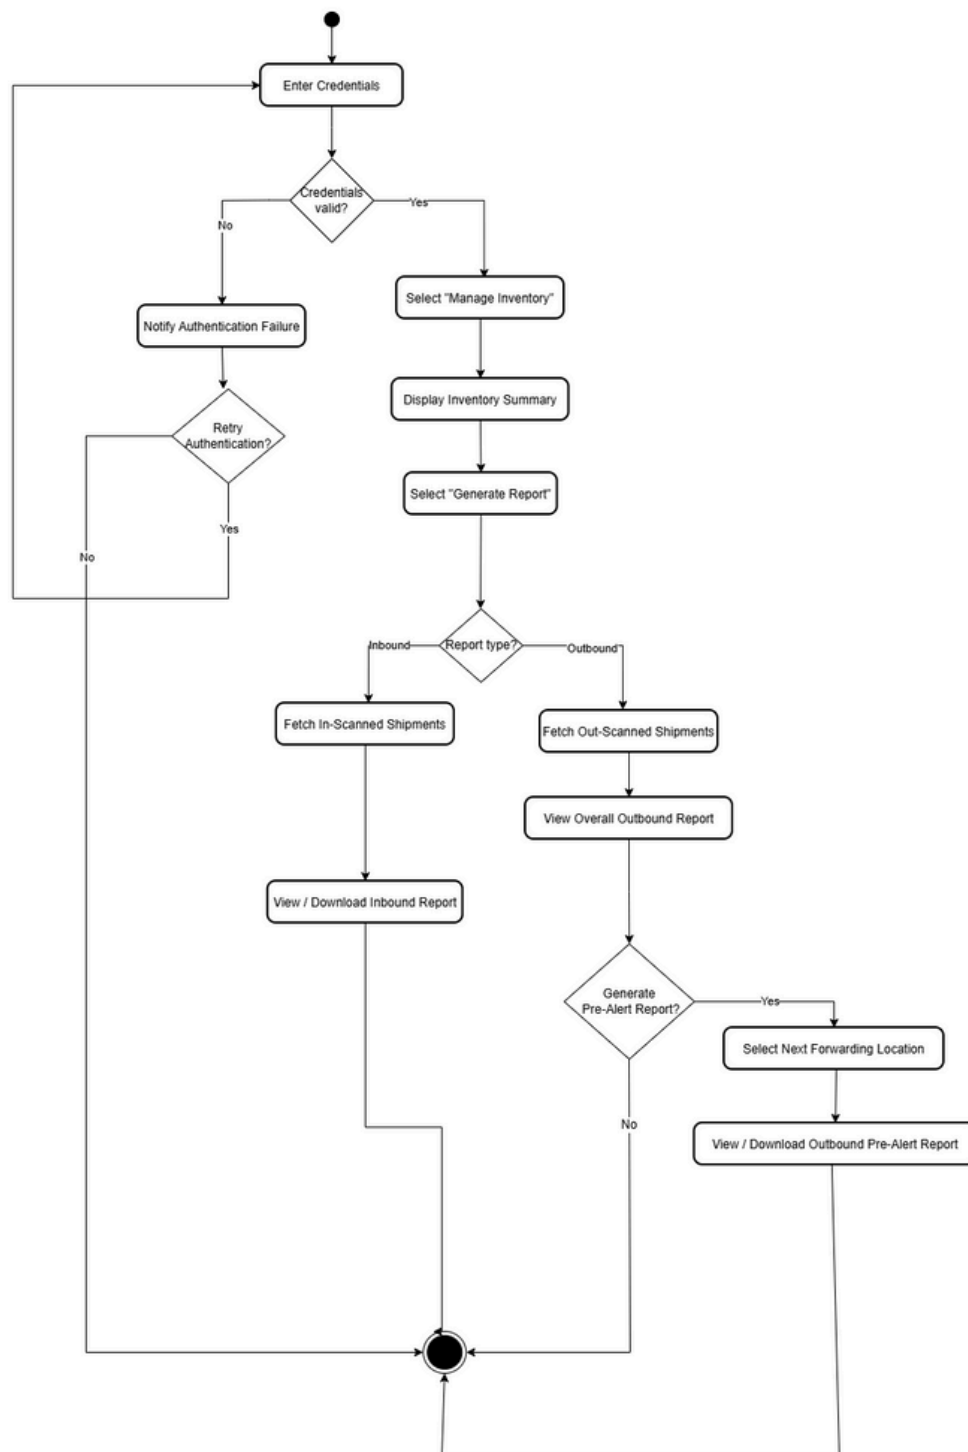 Enter Credentials
Credentials
valid?
No
Yes
Select "Manage Inventory"
Notify Authentication Failure
Display Inventory Summary
Retry
Authentication?
Select "Generate Report"
Yes
No
Report type?
Inbound
Outbound
Fetch In-Scanned Shipments
Fetch Out-Scanned Shipments
View Overall Outbound Report
View / Download Inbound Report
Generate
Pre-Alert Report?
Yes
Select Next Forwarding Location
No
View / Download Outbound Pre-Alert Report